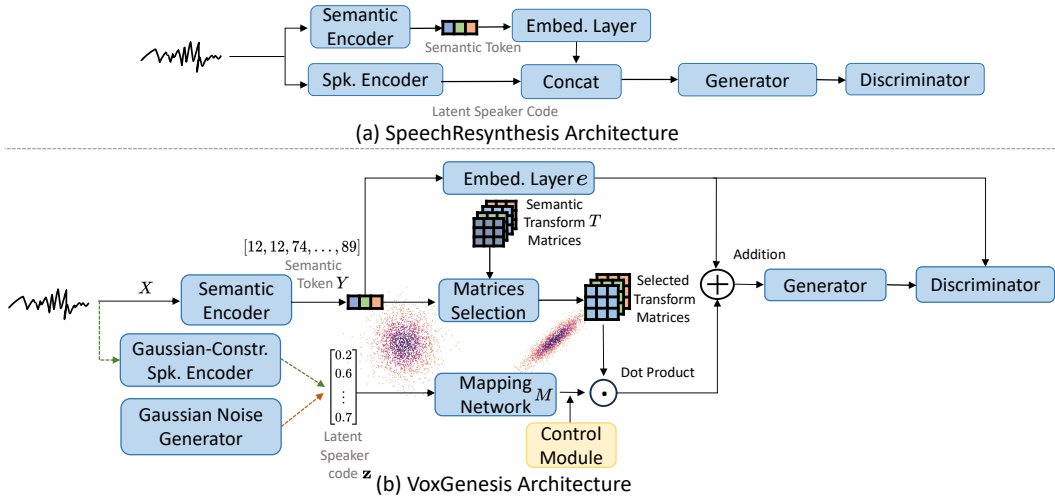 Semantic
Encoder
Semantic Token
Embed. Layer
Spk. Encoder
Latent Speaker Code
Concat
Generator
Discriminator
(a) SpeechResynthesis Architecture
Embed. Layer e
Semantic
Transform T
Matrices
[12, 12, 74, . . . , 89]
Semantic
Token Y
X
Semantic
Encoder
Matrices
Selection
Selected
Transform
Matrices
Addition
Generator
Discriminator
Gaussian-Constr.
Spk. Encoder
Gaussian Noise
Generator
0.2
0.6
⋮
0.7
Latent
Speaker
code z
Mapping
Network M
Dot Product
Control
Module
(b) VoxGenesis Architecture